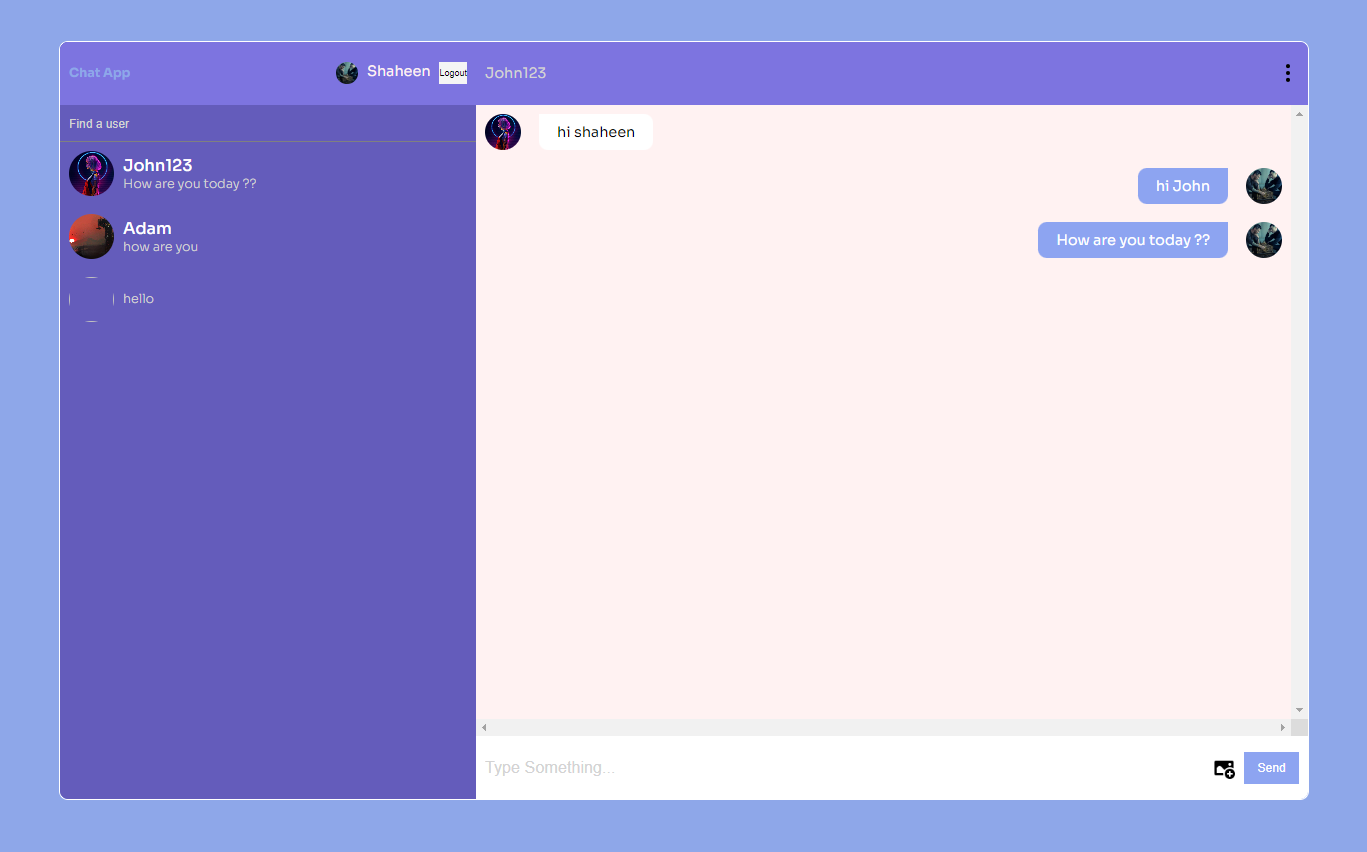 Chat App
Shaheen
Logout
John123
Find a user
John123
How are you today ??
Adam
how are you
hello
hi shaheen
hi John
How are you today ??
Type Something...
Send